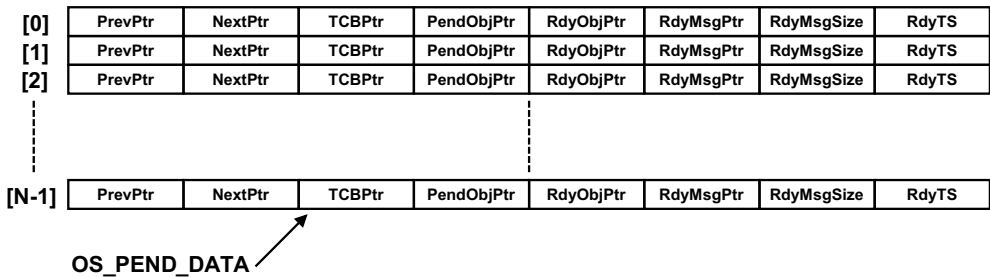 [0] PrevPtr NextPtr TCBPtr PendObjPtr RdyObjPtr RdyMsgPtr RdyMsgSize RdyTS
[1] PrevPtr NextPtr TCBPtr PendObjPtr RdyObjPtr RdyMsgPtr RdyMsgSize RdyTS
[2] PrevPtr NextPtr TCBPtr PendObjPtr RdyObjPtr RdyMsgPtr RdyMsgSize RdyTS
[N-1] PrevPtr NextPtr TCBPtr PendObjPtr RdyObjPtr RdyMsgPtr RdyMsgSize RdyTS
OS_PEND_DATA